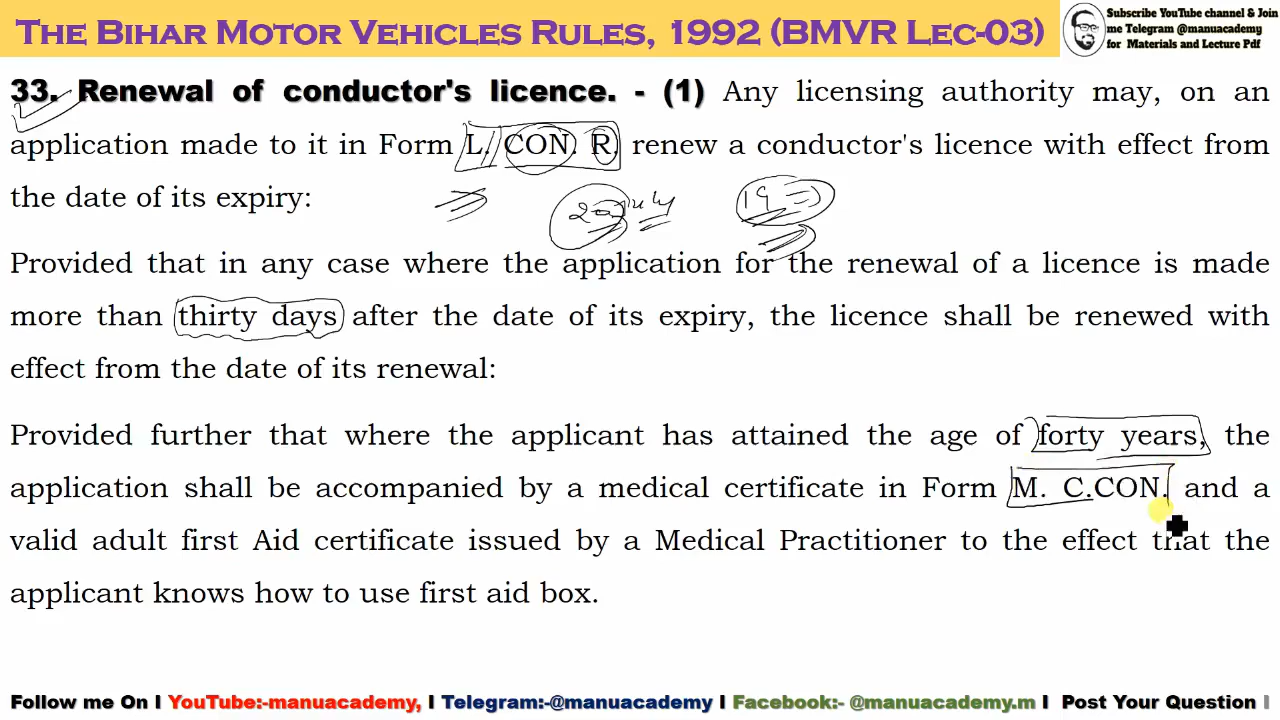 THE BIHAR MOTOR VEHICLES RULES, 1992 (BMVR LEC-03)
Subscribe YouTube channel & Join
me Telegram @manuacademy
for Materials and Lecture Pdf
33. Renewal of conductor's licence. - (1) Any licensing authority may, on an
application made to it in Form L. CON. R. renew a conductor's licence with effect from
the date of its expiry:
Provided that in any case where the application for the renewal of a licence is made
more than thirty days after the date of its expiry, the licence shall be renewed with
effect from the date of its renewal:
Provided further that where the applicant has attained the age of forty years, the
application shall be accompanied by a medical certificate in Form M. C.CON. and a
valid adult first Aid certificate issued by a Medical Practitioner to the effect that the
applicant knows how to use first aid box.
Follow me On I YouTube:-manuacademy, I Telegram:-@manuacademy I Facebook:- @manuacademy.m I Post Your Question I